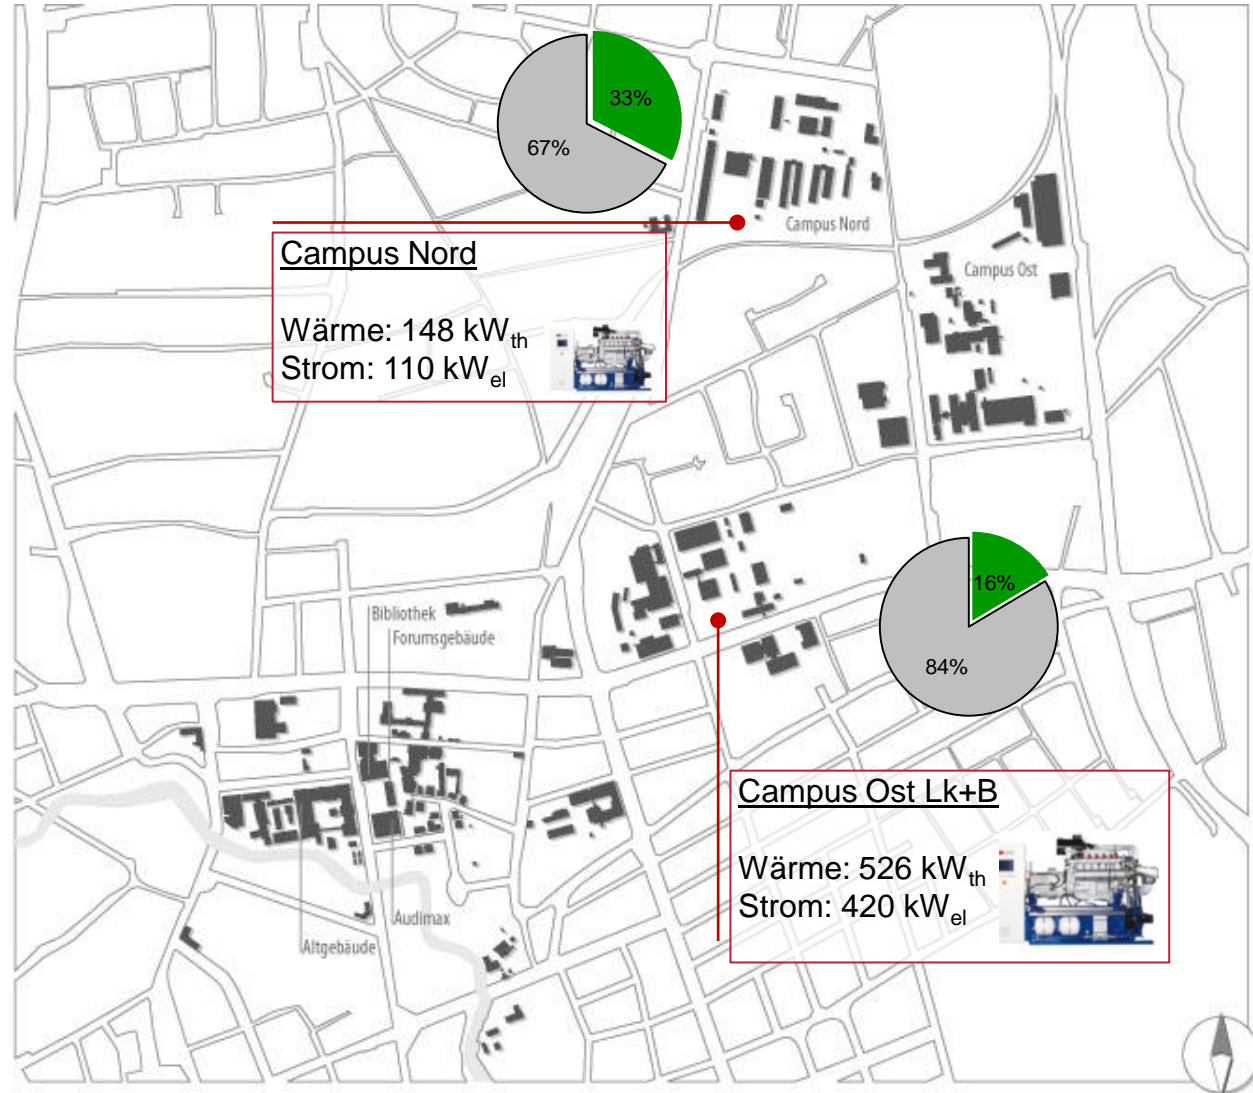 33%
67%
Campus Nord
Campus Nord
Wärme: 148 kWth
Strom: 110 kWel
Campus Ost
16%
84%
Bibliothek
Forumsgebäude
Campus Ost Lk+B
Wärme: 526 kWth
Strom: 420 kWel
Audimax
Altgebäude